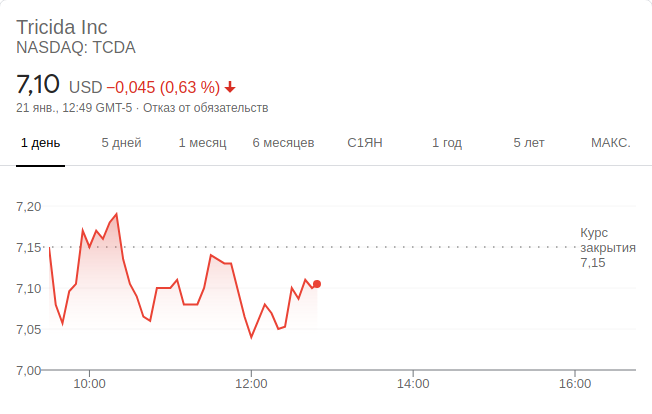 Tricida Inc
NASDAQ: TCDA
7,10 USD −0,045 (0,63 %)
21 янв., 12:49 GMT-5 · Отказ от обязательств
1 день 5 дней 1 месяц 6 месяцев С1ЯН 1 год 5 лет МАКС.
7,20
Курс
закрытия
7,15
7,15
7,10
7,05
7,00
10:00 12:00 14:00 16:00